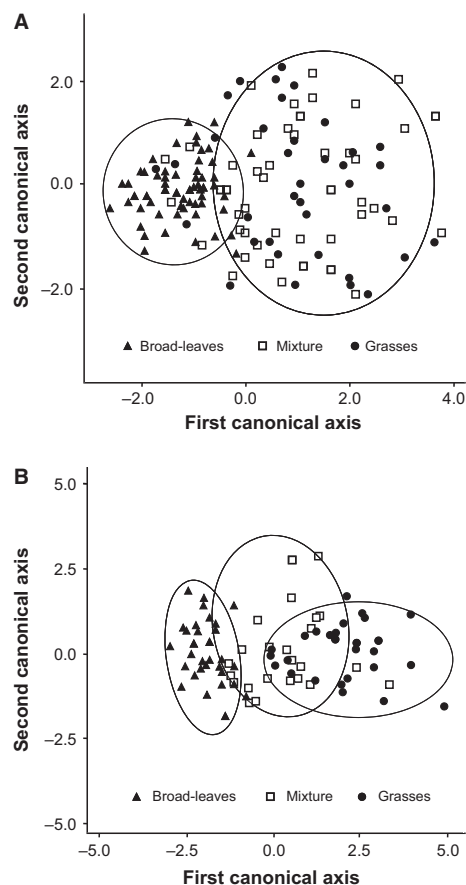 A
2.0
0.0
–2.0
Second canonical axis
▲ Broad-leaves □ Mixture ● Grasses
–2.0 0.0 2.0 4.0
First canonical axis
B
5.0
2.5
0.0
–2.5
–5.0
Second canonical axis
▲ Broad-leaves □ Mixture ● Grasses
–5.0 –2.5 0.0 2.5 5.0
First canonical axis